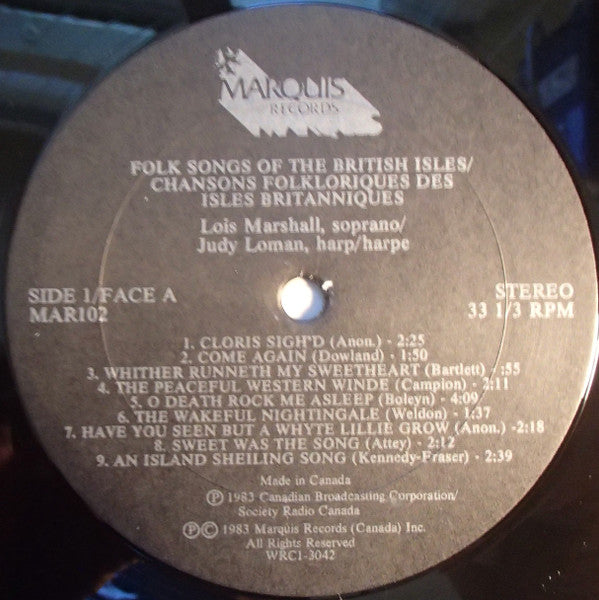 MARQUIS
RECORDS
FOLK SONGS OF THE BRITISH ISLES/
CHANSONS FOLKLORIQUES DES
ISLES BRITANNIQUES
Lois Marshall, soprano/
Judy Loman, harp/harpe
SIDE 1/FACE A
MAR102
STEREO
33 1/3 RPM
1. CLORIS SIGH'D (Anon.) - 2:25
2. COME AGAIN (Dowland) - 1:50
3. WHITHER RUNNETH MY SWEETHEART (Bartlett) - :55
4. THE PEACEFUL WESTERN WINDE (Campion) - 2:11
5. O DEATH ROCK ME ASLEEP (Boleyn) - 4:09
6. THE WAKEFUL NIGHTINGALE (Weldon) - 1:37
7. HAVE YOU SEEN BUT A WHYTE LILLIE GROW (Anon.) -2:18
8. SWEET WAS THE SONG (Attey) - 2:12
9. AN ISLAND SHEILING SONG (Kennedy-Fraser) - 2:39
Made in Canada
Ⓟ 1983 Canadian Broadcasting Corporation/
Society Radio Canada
Ⓟ© 1983 Marquis Records (Canada) Inc.
All Rights Reserved
WRC1-3042